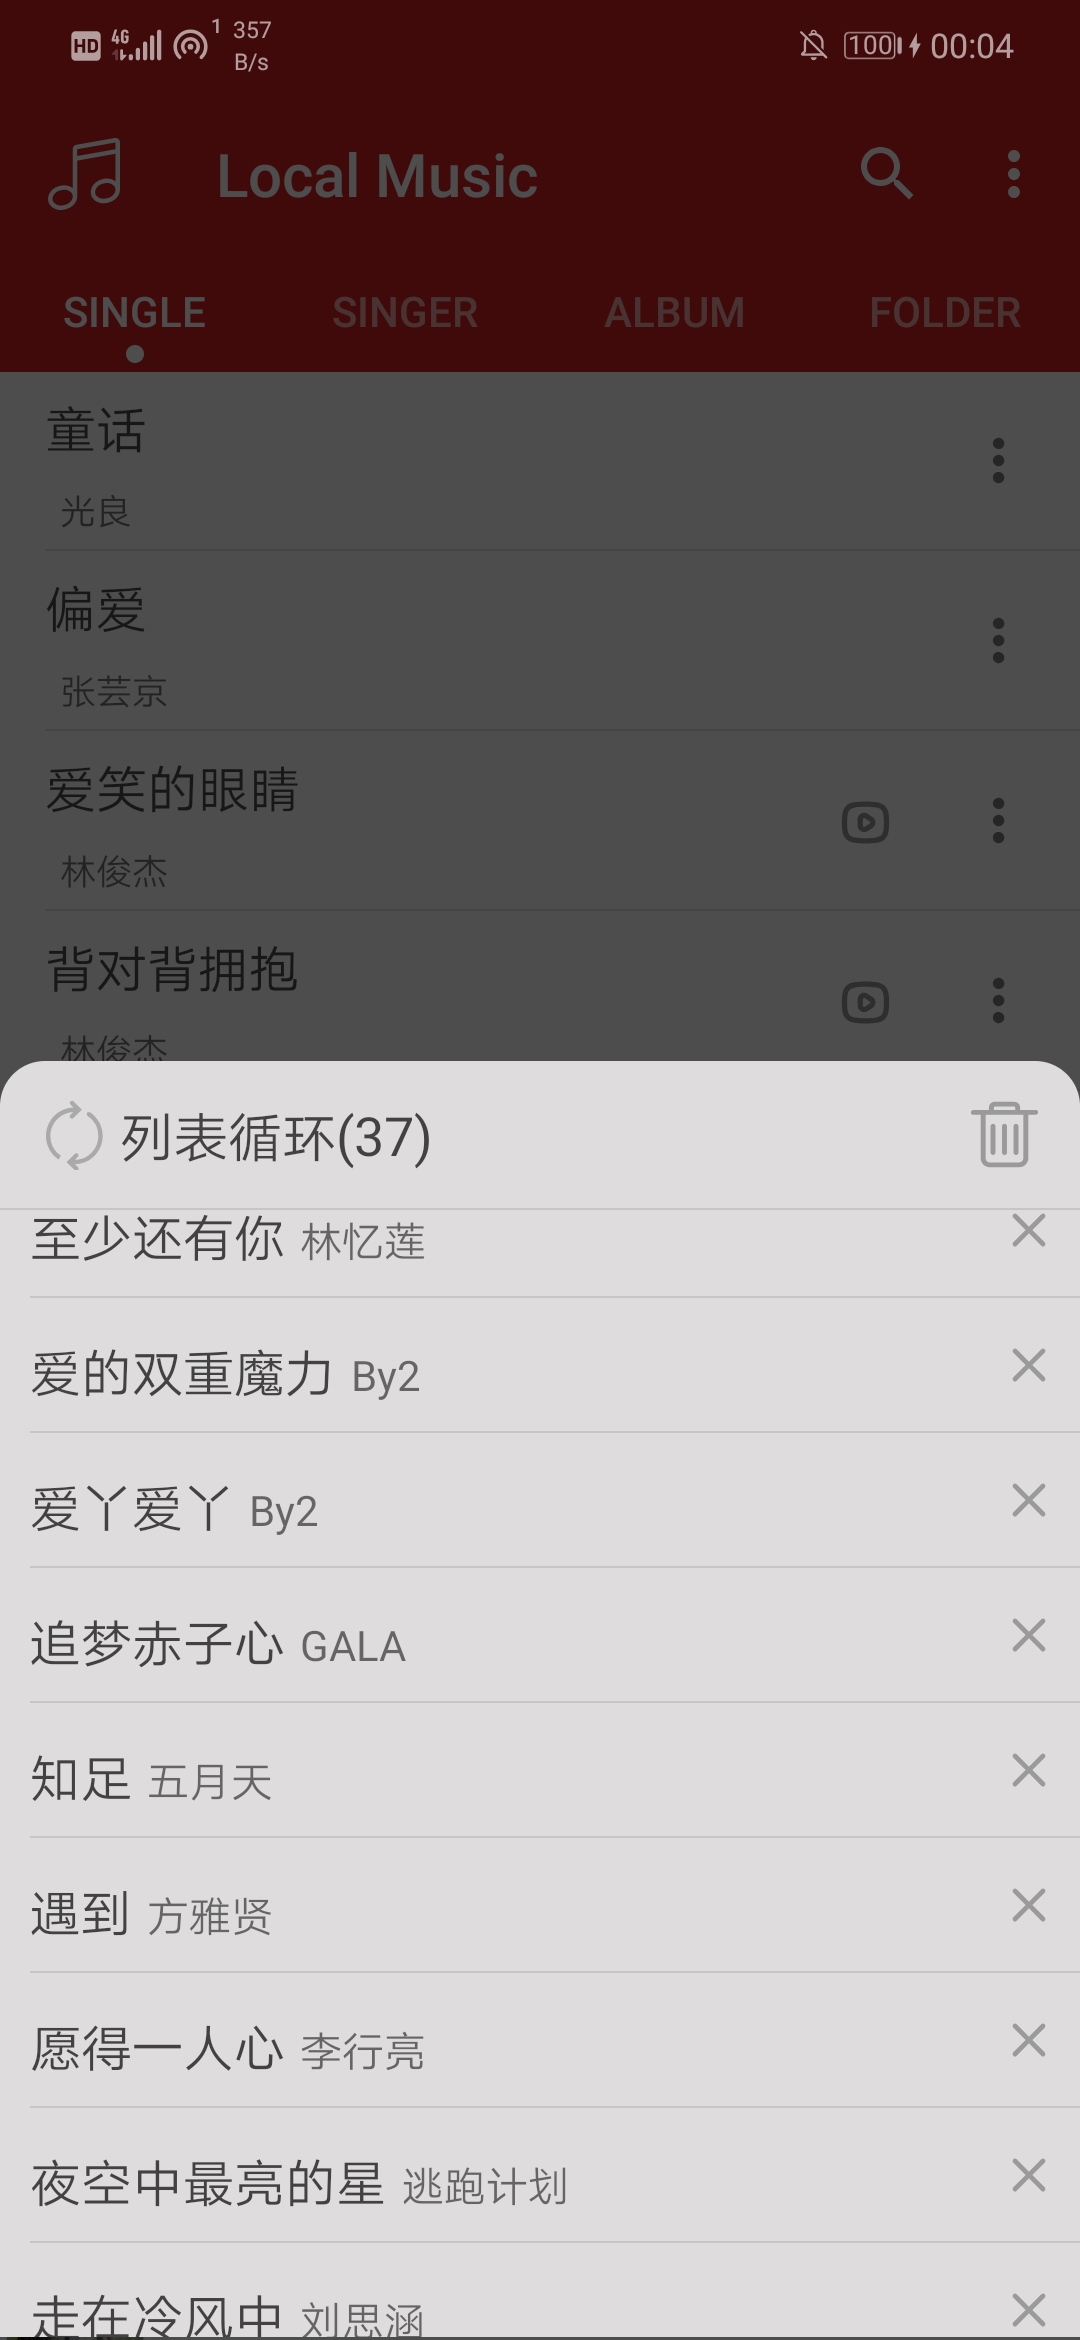 HD 4G 1 357 B/s 100 00:04
Local Music
SINGLE SINGER ALBUM FOLDER
童话
光良
偏爱
张芸京
爱笑的眼睛
林俊杰
背对背拥抱
林俊杰
列表循环(37)
至少还有你 林忆莲
爱的双重魔力 By2
爱丫爱丫 By2
追梦赤子心 GALA
知足 五月天
遇到 方雅贤
愿得一人心 李行亮
夜空中最亮的星 逃跑计划
走在冷风中 刘思涵